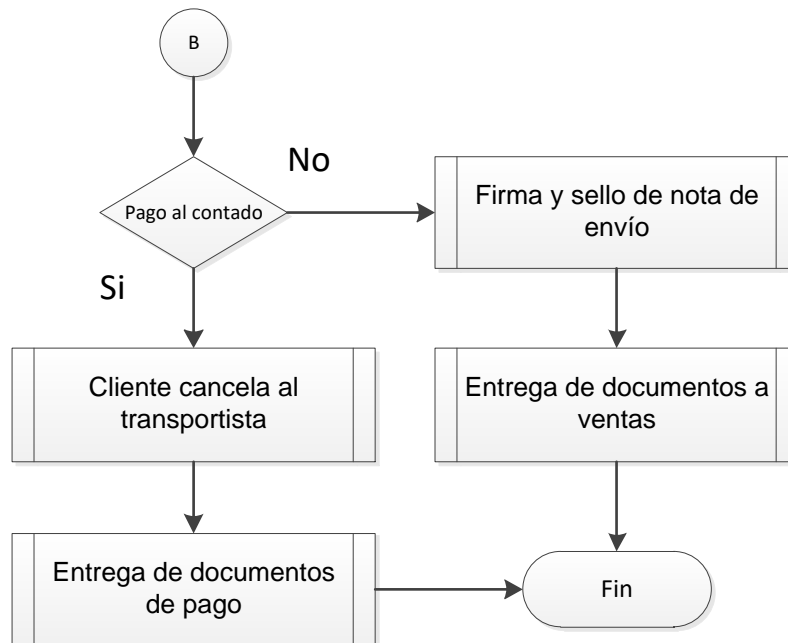 B
Pago al contado
No
Si
Firma y sello de nota de
envío
Cliente cancela al
transportista
Entrega de documentos a
ventas
Entrega de documentos
de pago
Fin